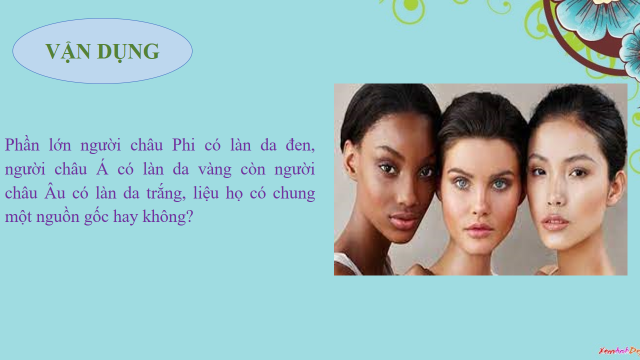 VẬN DỤNG
Phần lớn người châu Phi có làn da đen,
người châu Á có làn da vàng còn người
châu Âu có làn da trắng, liệu họ có chung
một nguồn gốc hay không?